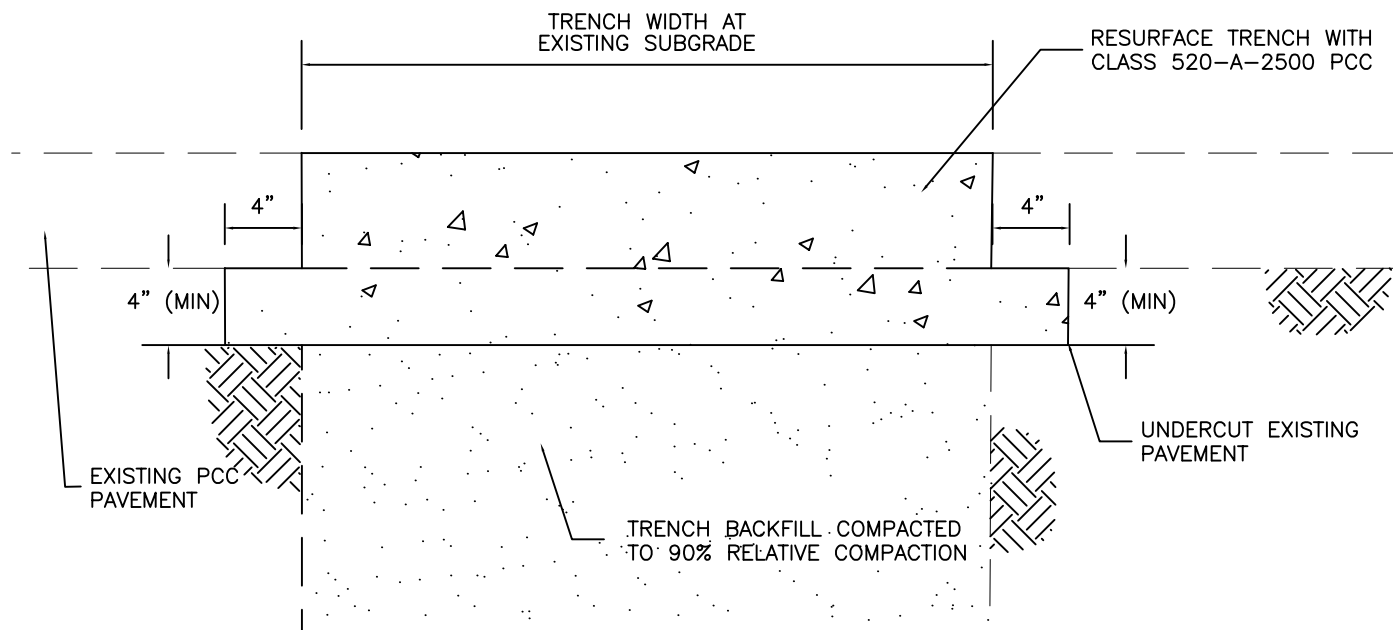 TRENCH WIDTH AT
EXISTING SUBGRADE
RESURFACE TRENCH WITH
CLASS 520-A-2500 PCC
4"
4"
4" (MIN)
4" (MIN)
UNDERCUT EXISTING
PAVEMENT
EXISTING PCC
PAVEMENT
TRENCH BACKFILL COMPACTED
TO 90% RELATIVE COMPACTION